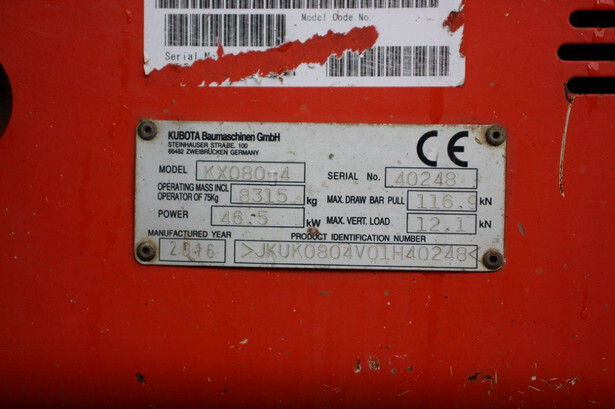 Model Code No.
Serial No.
KUBOTA Baumaschinen GmbH
STEINHAUSER STRAßE. 100
66482 ZWEIBRÜCKEN GERMANY
CE
MODEL KX080-4 SERIAL No. 40248
OPERATING MASS INCL OPERATOR OF 75Kg 8315 kg MAX. DRAW BAR PULL 116.9 kN
POWER 46.5 kW MAX. VERT. LOAD 12.1 kN
MANUFACTURED YEAR PRODUCT IDENTIFICATION NUMBER
2016 >JKUK0804V01H40248<